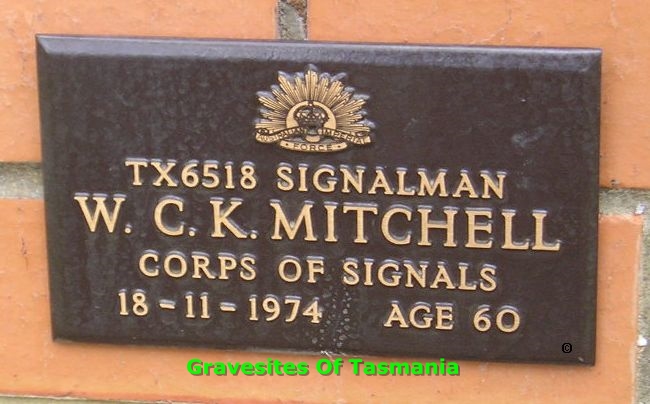 AUSTRALIAN IMPERIAL
FORCE
TX6518 SIGNALMAN
W. C. K. MITCHELL
CORPS OF SIGNALS
18-11-1974 AGE 60
©
Gravesites Of Tasmania